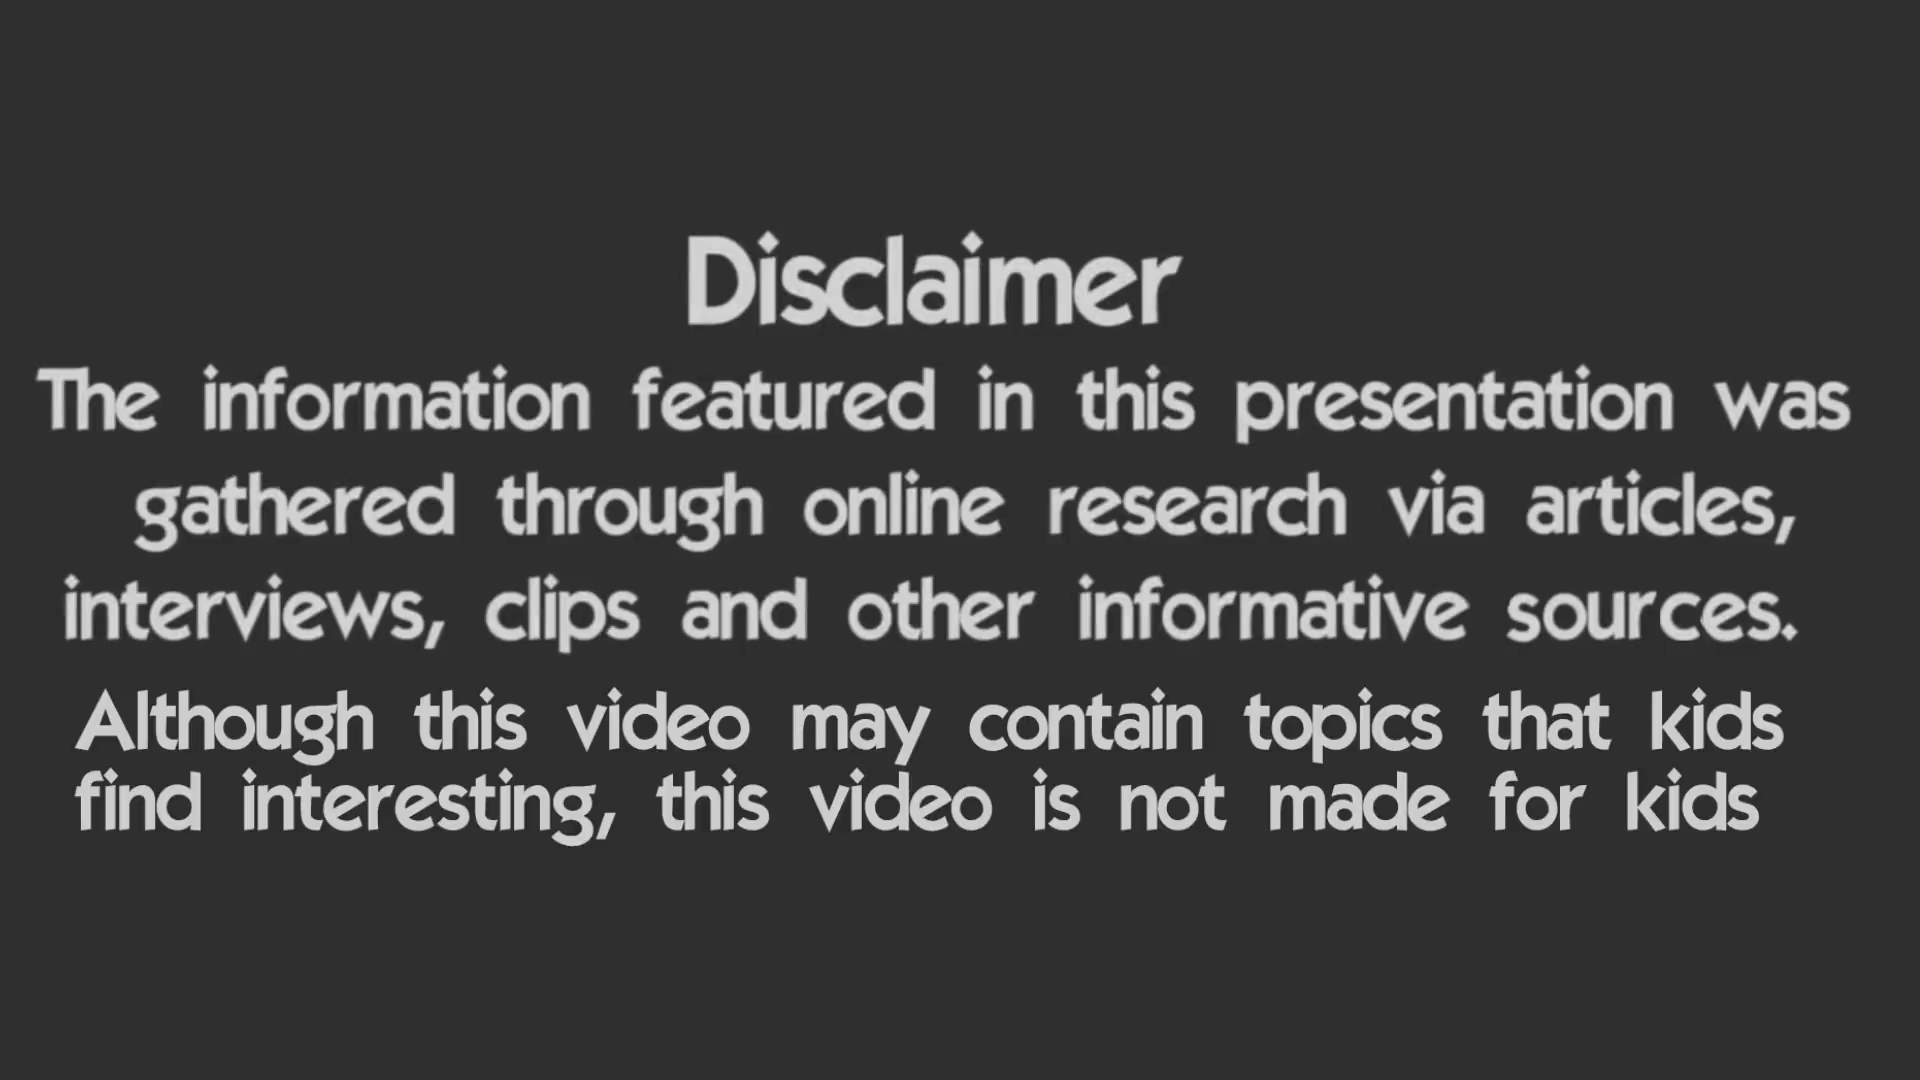 Disclaimer
The information featured in this presentation was
gathered through online research via articles,
interviews, clips and other informative sources.
Although this video may contain topics that kids
find interesting, this video is not made for kids